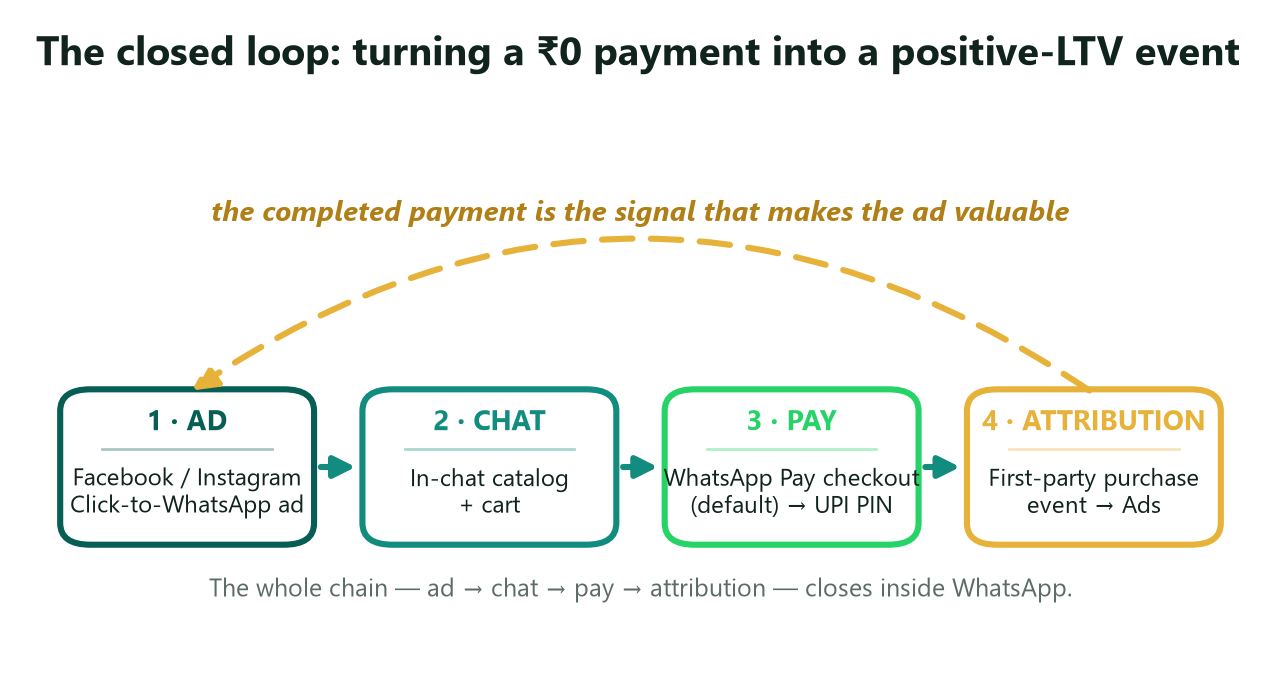 The closed loop: turning a ₹0 payment into a positive-LTV event
the completed payment is the signal that makes the ad valuable
1 · AD
Facebook / Instagram
Click-to-WhatsApp ad
2 · CHAT
In-chat catalog
+ cart
3 · PAY
WhatsApp Pay checkout
(default) → UPI PIN
4 · ATTRIBUTION
First-party purchase
event → Ads
The whole chain — ad → chat → pay → attribution — closes inside WhatsApp.